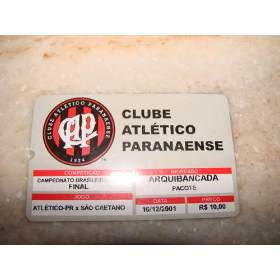 CLUBE ATLÉTICO PARANAENSE
CAP
1924
CLUBE
ATLÉTICO
PARANAENSE
COMPETIÇÃO
INGRESSO
CAMPEONATO BRASILEIRO
FINAL
ARQUIBANCADA
PACOTE
JOGO
DATA
PREÇO
ATLÉTICO-PR x SÃO CAETANO
16/12/2001
R$ 10,00